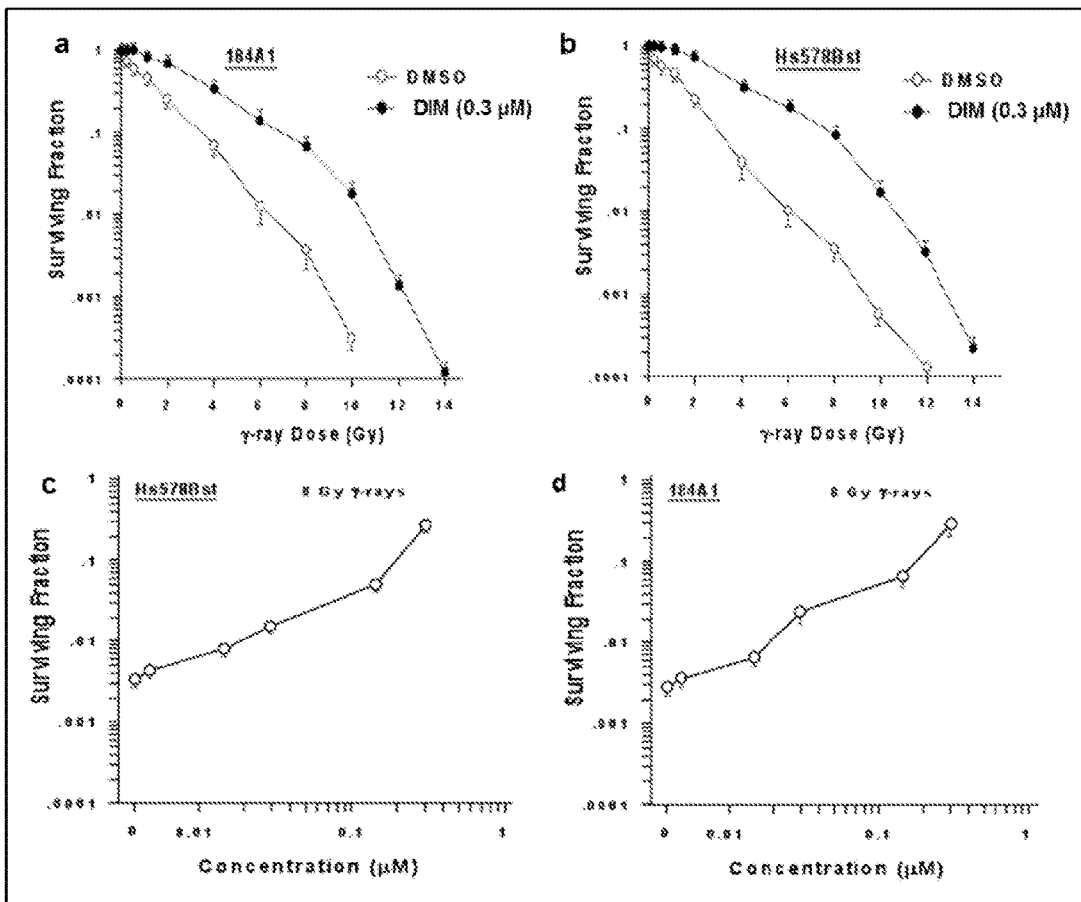 a
184A1
DMSO
DIM (0.3 µM)
Surviving Fraction
1
.1
.01
.001
.0001
0 2 4 6 8 10 12 14
γ-ray Dose (Gy)
b
Hs578Bst
DMSO
DIM (0.3 µM)
Surviving Fraction
1
.1
.01
.001
.0001
0 2 4 6 8 10 12 14
γ-ray Dose (Gy)
c
Hs578Bst
8 Gy γ-rays
Surviving Fraction
1
.1
.01
.001
.0001
0 0.01 0.1 1
Concentration (µM)
d
184A1
8 Gy γ-rays
Surviving Fraction
1
.1
.01
.001
.0001
0 0.01 0.1 1
Concentration (µM)